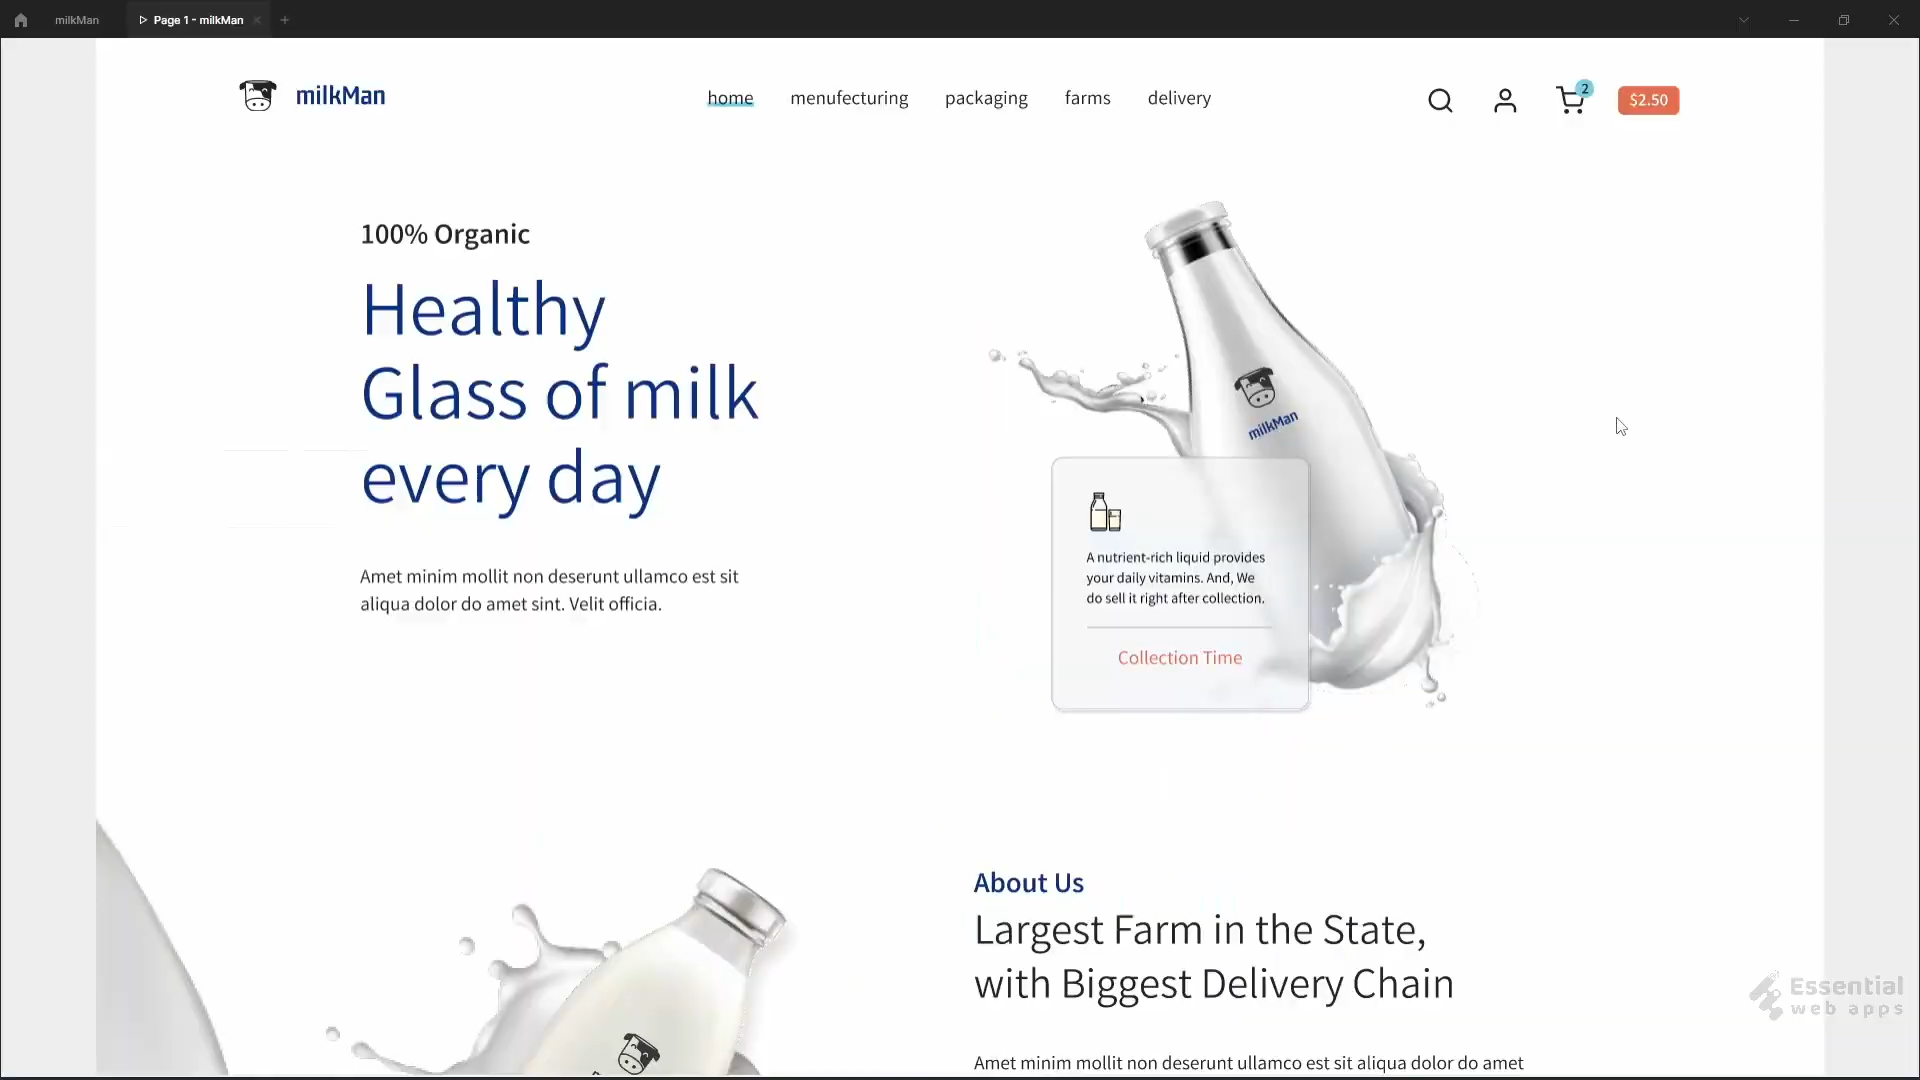 milkMan
Page 1 - milkMan
milkMan
home
menufecturing
packaging
farms
delivery
2
$2.50
100% Organic
Healthy
Glass of milk
every day
Amet minim mollit non deserunt ullamco est sit
aliqua dolor do amet sint. Velit officia.
milkMan
A nutrient-rich liquid provides
your daily vitamins. And, We
do sell it right after collection.
Collection Time
About Us
Largest Farm in the State,
with Biggest Delivery Chain
Amet minim mollit non deserunt ullamco est sit aliqua dolor do amet
Essential
web apps